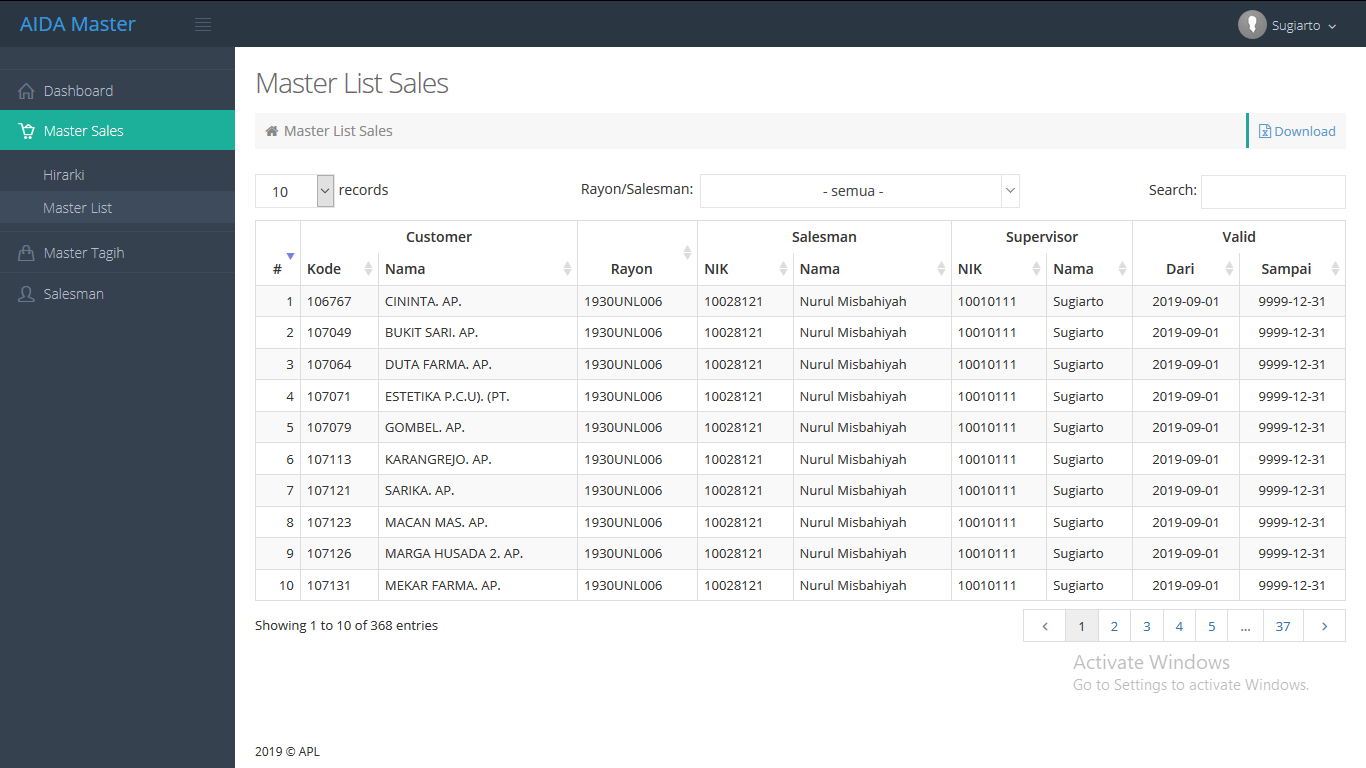 AIDA Master
Sugiarto
Dashboard
Master Sales
Hirarki
Master List
Master Tagih
Salesman
Master List Sales
Master List Sales
Download
10 records
Rayon/Salesman: - semua -
Search:
Customer Salesman Supervisor Valid
# Kode Nama Rayon NIK Nama NIK Nama Dari Sampai
1 106767 CININTA. AP. 1930UNL006 10028121 Nurul Misbahiyah 10010111 Sugiarto 2019-09-01 9999-12-31
2 107049 BUKIT SARI. AP. 1930UNL006 10028121 Nurul Misbahiyah 10010111 Sugiarto 2019-09-01 9999-12-31
3 107064 DUTA FARMA. AP. 1930UNL006 10028121 Nurul Misbahiyah 10010111 Sugiarto 2019-09-01 9999-12-31
4 107071 ESTETIKA P.C.U). (PT. 1930UNL006 10028121 Nurul Misbahiyah 10010111 Sugiarto 2019-09-01 9999-12-31
5 107079 GOMBEL. AP. 1930UNL006 10028121 Nurul Misbahiyah 10010111 Sugiarto 2019-09-01 9999-12-31
6 107113 KARANGREJO. AP. 1930UNL006 10028121 Nurul Misbahiyah 10010111 Sugiarto 2019-09-01 9999-12-31
7 107121 SARIKA. AP. 1930UNL006 10028121 Nurul Misbahiyah 10010111 Sugiarto 2019-09-01 9999-12-31
8 107123 MACAN MAS. AP. 1930UNL006 10028121 Nurul Misbahiyah 10010111 Sugiarto 2019-09-01 9999-12-31
9 107126 MARGA HUSADA 2. AP. 1930UNL006 10028121 Nurul Misbahiyah 10010111 Sugiarto 2019-09-01 9999-12-31
10 107131 MEKAR FARMA. AP. 1930UNL006 10028121 Nurul Misbahiyah 10010111 Sugiarto 2019-09-01 9999-12-31
Showing 1 to 10 of 368 entries
< 1 2 3 4 5 ... 37 >
Activate Windows
Go to Settings to activate Windows.
2019 © APL